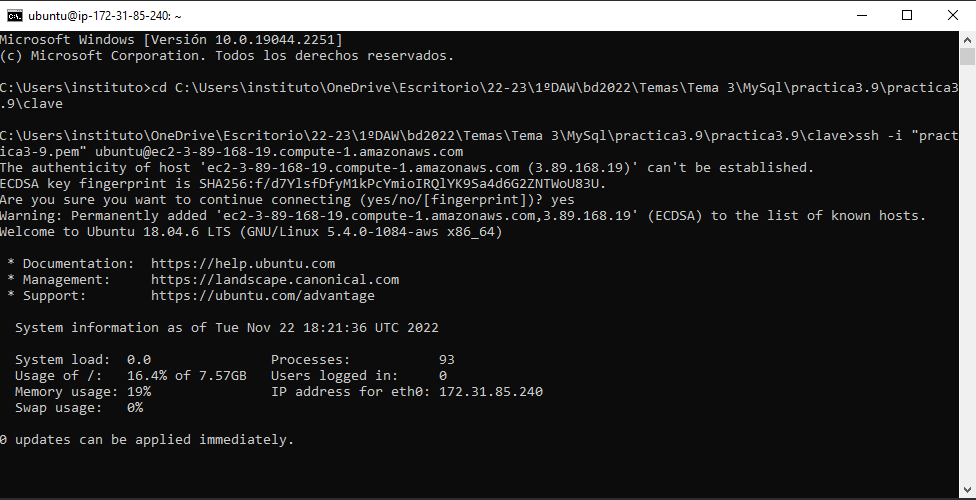 ubuntu@ip-172-31-85-240: ~
Microsoft Windows [Versión 10.0.19044.2251]
(c) Microsoft Corporation. Todos los derechos reservados.
C:\Users\instituto>cd C:\Users\instituto\OneDrive\Escritorio\22-23\1ºDAW\bd2022\Temas\Tema 3\MySql\practica3.9\practica3
.9\clave
C:\Users\instituto\OneDrive\Escritorio\22-23\1ºDAW\bd2022\Temas\Tema 3\MySql\practica3.9\practica3.9\clave>ssh -i "pract
ica3-9.pem" ubuntu@ec2-3-89-168-19.compute-1.amazonaws.com
The authenticity of host 'ec2-3-89-168-19.compute-1.amazonaws.com (3.89.168.19)' can't be established.
ECDSA key fingerprint is SHA256:f/d7YlsfDfyM1kPcYmioIRQlYK9Sa4d6G2ZNTWoU83U.
Are you sure you want to continue connecting (yes/no/[fingerprint])? yes
Warning: Permanently added 'ec2-3-89-168-19.compute-1.amazonaws.com,3.89.168.19' (ECDSA) to the list of known hosts.
Welcome to Ubuntu 18.04.6 LTS (GNU/Linux 5.4.0-1084-aws x86_64)
* Documentation:  https://help.ubuntu.com
* Management:     https://landscape.canonical.com
* Support:        https://ubuntu.com/advantage
System information as of Tue Nov 22 18:21:36 UTC 2022
System load:  0.0               Processes:           93
Usage of /:   16.4% of 7.57GB   Users logged in:     0
Memory usage: 19%               IP address for eth0: 172.31.85.240
Swap usage:   0%
0 updates can be applied immediately.